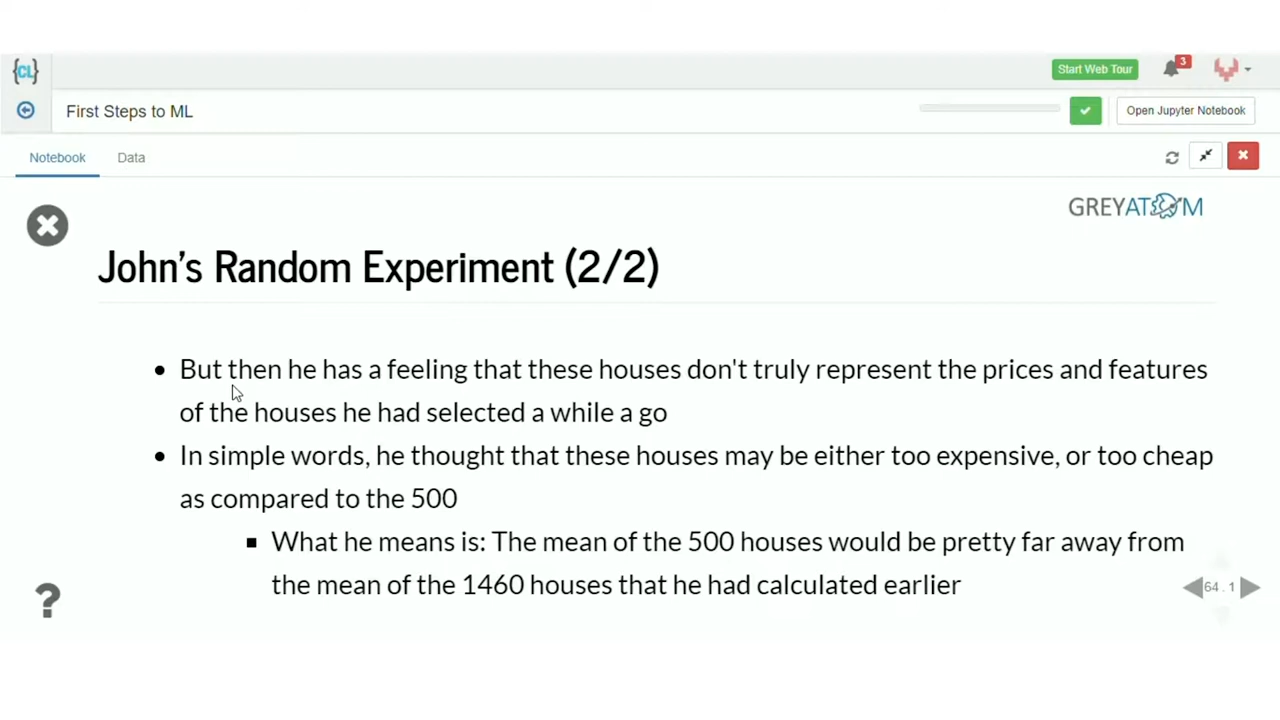 {CL}
Start Web Tour
3
First Steps to ML
Open Jupyter Notebook
Notebook
Data
GREYATOM
John's Random Experiment (2/2)
But then he has a feeling that these houses don't truly represent the prices and features
of the houses he had selected a while a go
In simple words, he thought that these houses may be either too expensive, or too cheap
as compared to the 500
What he means is: The mean of the 500 houses would be pretty far away from
the mean of the 1460 houses that he had calculated earlier
?
64 . 1